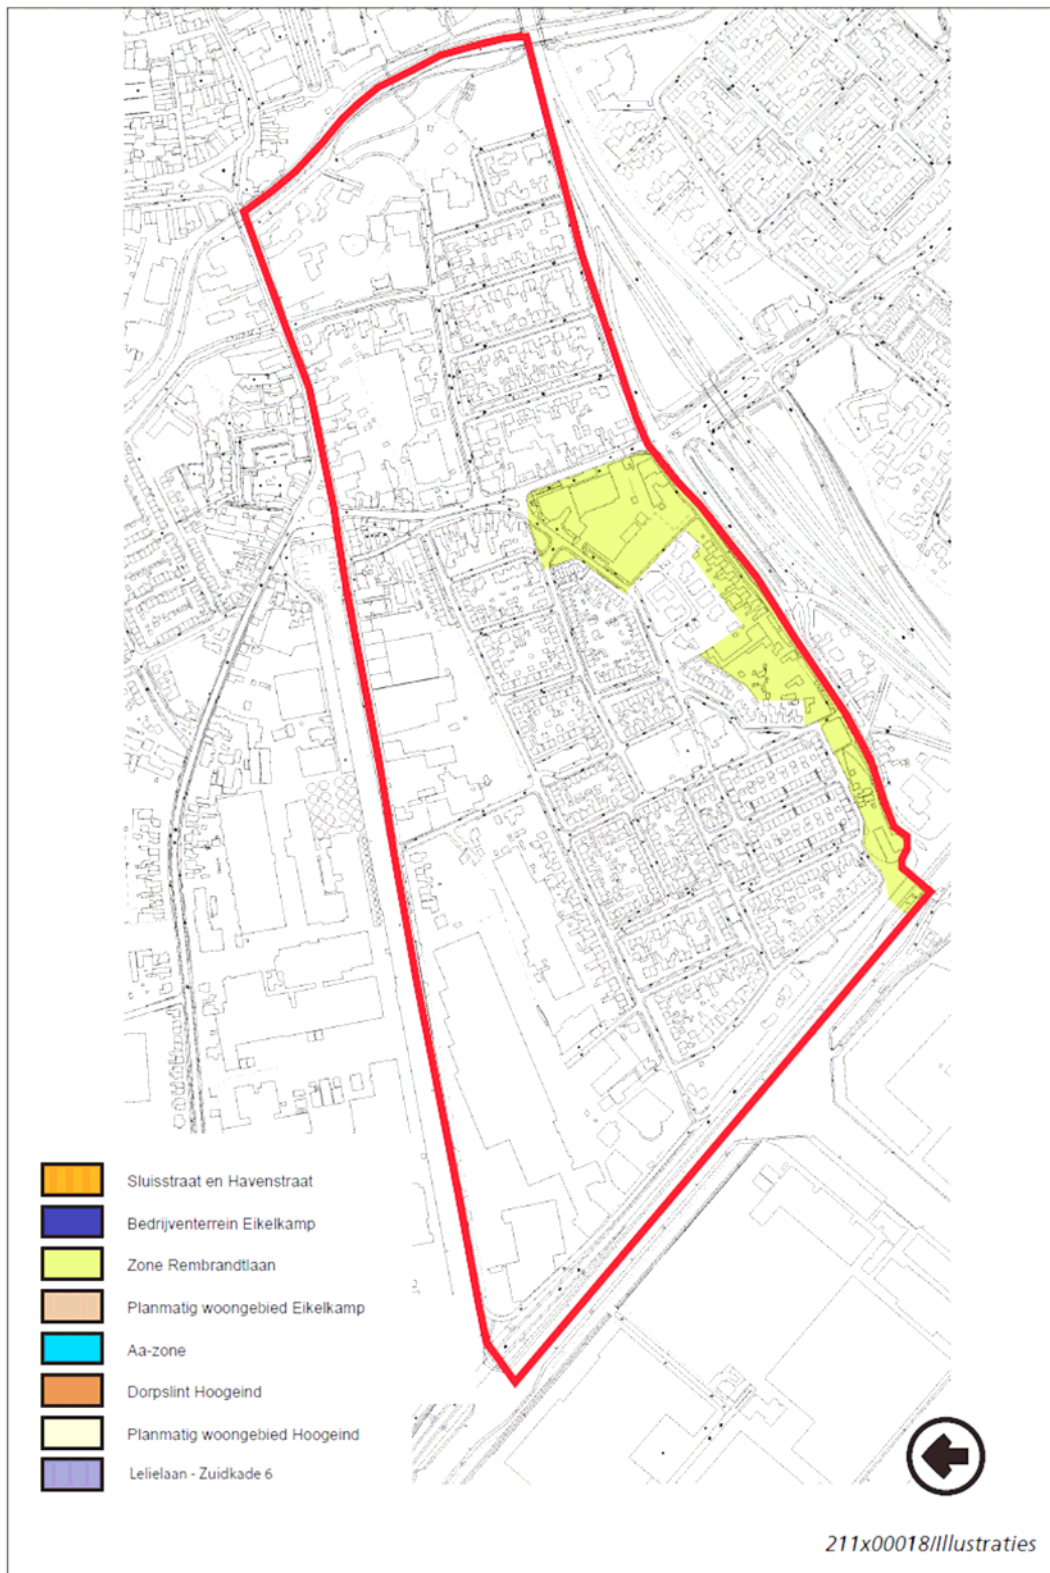 Sluisstraat en Havenstraat
Bedrijventerrein Eikelkamp
Zone Rembrandtlaan
Planmatig woongebied Eikelkamp
Aa-zone
Dorpslint Hoogeind
Planmatig woongebied Hoogeind
Lelielaan - Zuidkade 6
211x00018/Illustraties